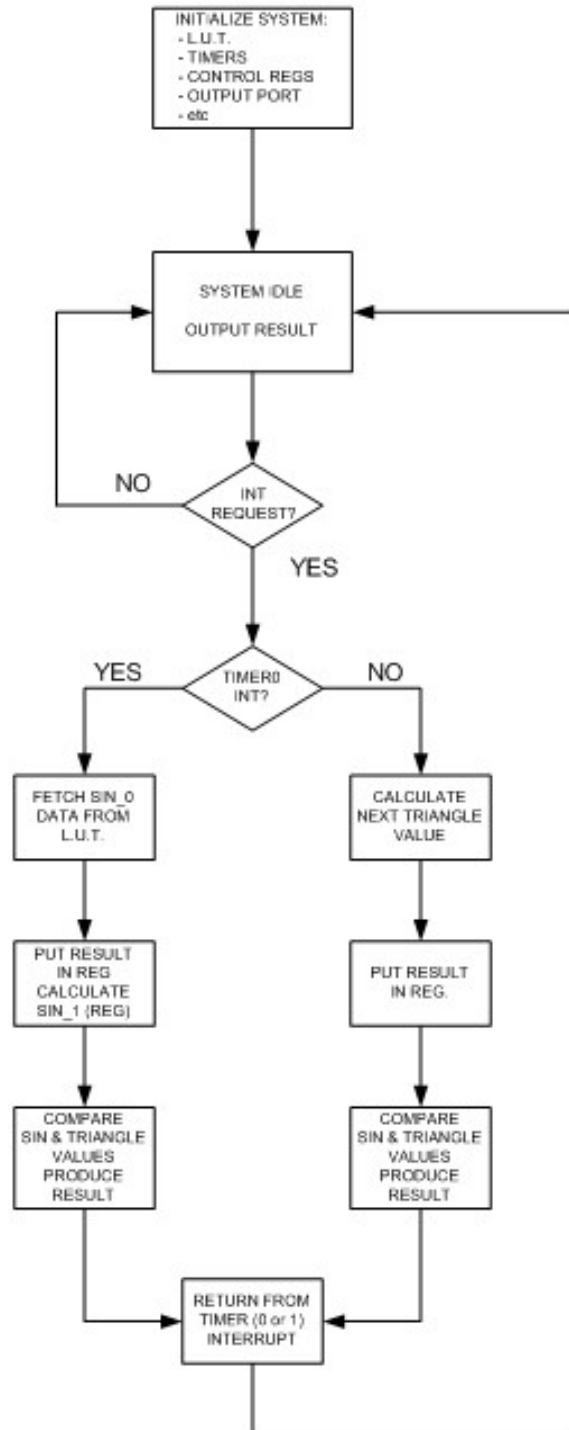 INITIALIZE SYSTEM:
- L.U.T.
- TIMERS
- CONTROL REGS
- OUTPUT PORT
- etc
SYSTEM IDLE
OUTPUT RESULT
NO
INT
REQUEST?
YES
YES
TIMER0
INT?
NO
FETCH SIN_0
DATA FROM
L.U.T.
CALCULATE
NEXT TRIANGLE
VALUE
PUT RESULT
IN REG
CALCULATE
SIN_1 (REG)
PUT RESULT
IN REG.
COMPARE
SIN & TRIANGLE
VALUES
PRODUCE
RESULT
COMPARE
SIN & TRIANGLE
VALUES
PRODUCE
RESULT
RETURN FROM
TIMER (0 or 1)
INTERRUPT